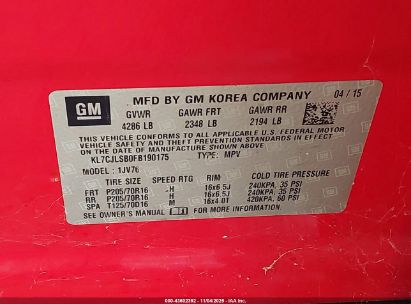 GM
MFD BY GM KOREA COMPANY 04 / 15
GVWR GAWR FRT GAWR RR
4286 LB 2348 LB 2194 LB
THIS VEHICLE CONFORMS TO ALL APPLICABLE U.S. FEDERAL MOTOR
VEHICLE SAFETY AND THEFT PREVENTION STANDARDS IN EFFECT ON
THE DATE OF MANUFACTURE SHOWN ABOVE.
KL7CJLSB0FB190175 TYPE: MPV
MODEL : 1JV76
TIRE SIZE SPEED RTG RIM COLD TIRE PRESSURE
FRT P205/70R16 H 16x6.5J 240KPA, 35 PSI
RR P205/70R16 H 16x6.5J 240KPA, 35 PSI
SPA T125/70D16 M 16x4.0T 420KPA, 60 PSI
SEE OWNER'S MANUAL FOR MORE INFORMATION.